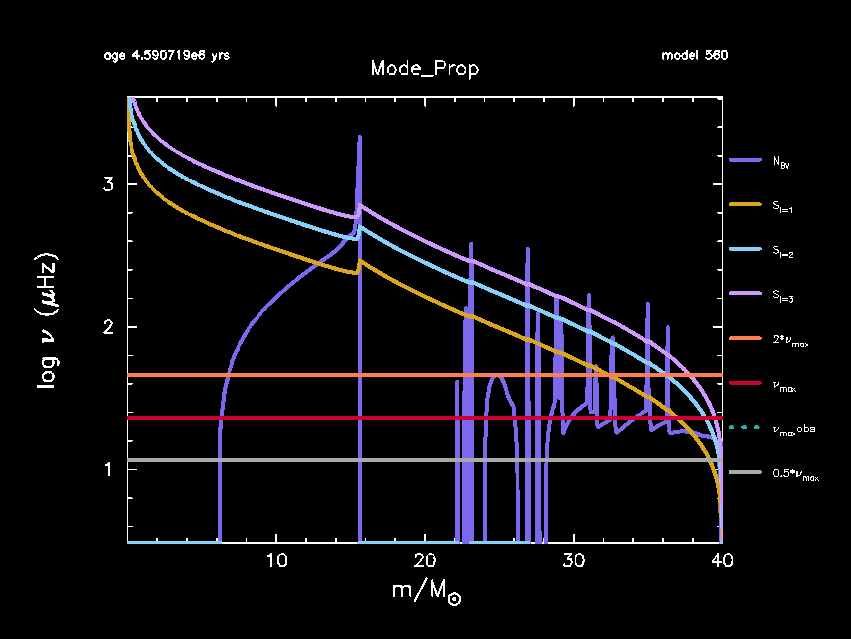 age 4.590719e6 yrs
model 560
Mode_Prop
N_BV
S_l=1
S_l=2
S_l=3
2*ν_max
ν_max
ν_max obs
0.5*ν_max
3
2
1
log ν (μHz)
10
20
30
40
m/M_⊙